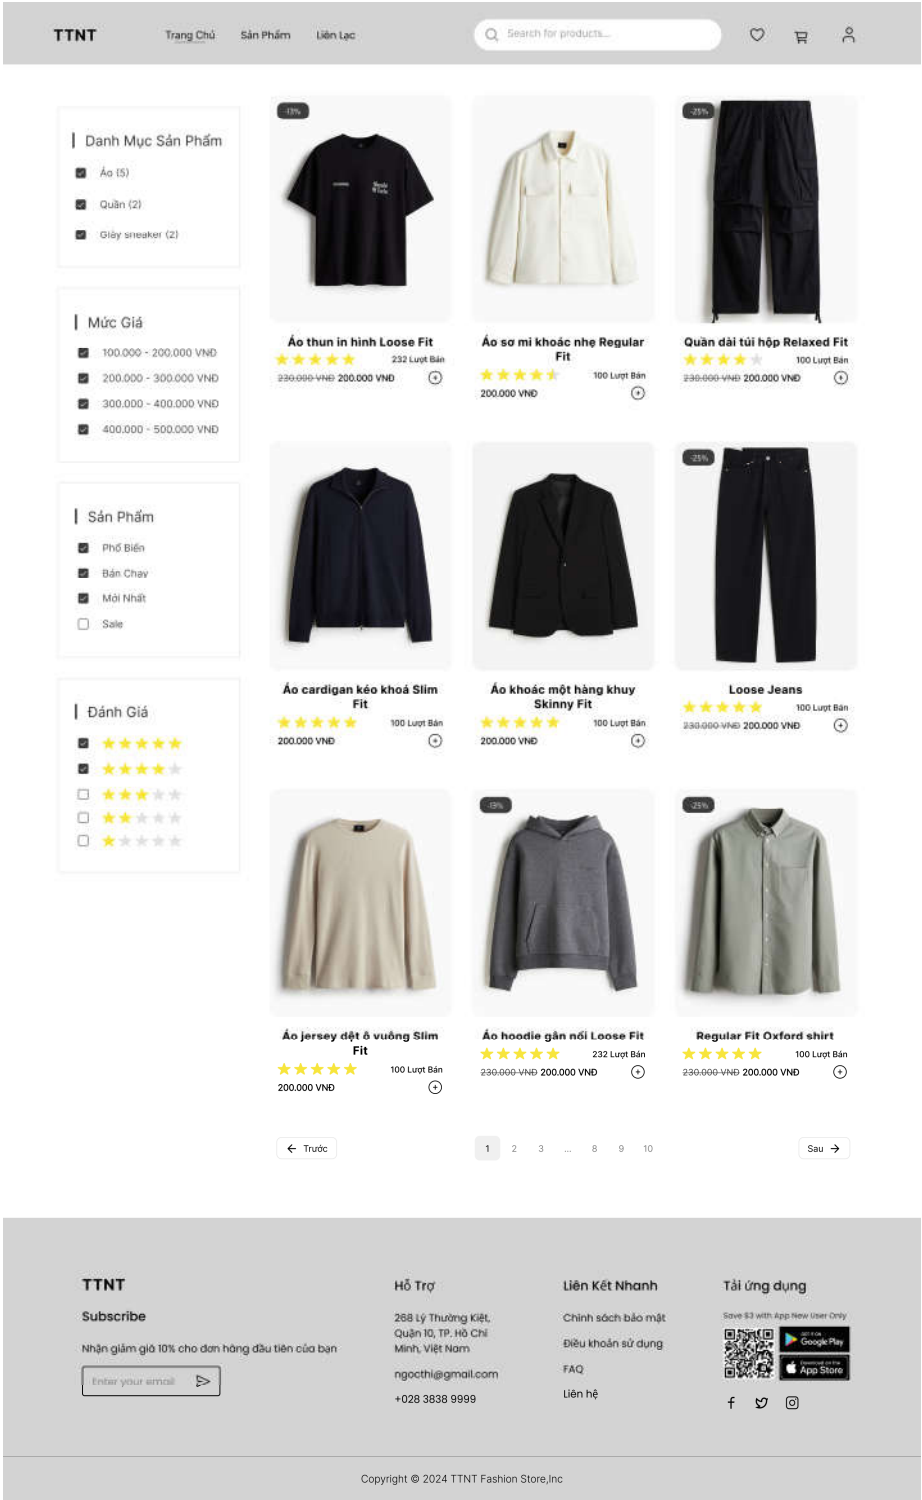 TTNT
Trang Chủ
Sản Phẩm
Liên Lạc
Search for products...
Danh Mục Sản Phẩm
Áo (5)
Quần (2)
Giày sneaker (2)
Mức Giá
100.000 - 200.000 VNĐ
200.000 - 300.000 VNĐ
300.000 - 400.000 VNĐ
400.000 - 500.000 VNĐ
Sản Phẩm
Phổ Biến
Bán Chạy
Mới Nhất
Sale
Đánh Giá
-13%
Áo thun in hình Loose Fit
232 Lượt Bán
230.000 VNĐ 200.000 VNĐ
Áo sơ mi khoác nhẹ Regular
Fit
100 Lượt Bán
200.000 VNĐ
-25%
Quần dài túi hộp Relaxed Fit
100 Lượt Bán
230.000 VNĐ 200.000 VNĐ
Áo cardigan kéo khoá Slim
Fit
100 Lượt Bán
200.000 VNĐ
Áo khoác một hàng khuy
Skinny Fit
100 Lượt Bán
200.000 VNĐ
-25%
Loose Jeans
100 Lượt Bán
230.000 VNĐ 200.000 VNĐ
Áo jersey dệt ô vuông Slim
Fit
100 Lượt Bán
200.000 VNĐ
-13%
Áo hoodie gân nổi Loose Fit
232 Lượt Bán
230.000 VNĐ 200.000 VNĐ
-25%
Regular Fit Oxford shirt
100 Lượt Bán
230.000 VNĐ 200.000 VNĐ
Trước
1 2 3 ... 8 9 10
Sau
TTNT
Subscribe
Nhận giảm giá 10% cho đơn hàng đầu tiên của bạn
Enter your email
Hỗ Trợ
268 Lý Thường Kiệt,
Quận 10, TP. Hồ Chí
Minh, Việt Nam
ngocthi@gmail.com
+028 3838 9999
Liên Kết Nhanh
Chính sách bảo mật
Điều khoản sử dụng
FAQ
Liên hệ
Tải ứng dụng
Save $3 with App New User Only
GET IT ON
Google Play
Download on the
App Store
Copyright © 2024 TTNT Fashion Store,Inc